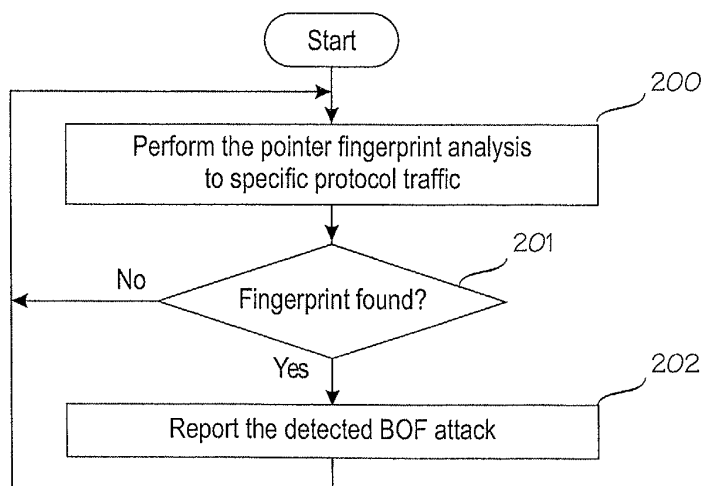 Start
200
Perform the pointer fingerprint analysis
to specific protocol traffic
201
No
Fingerprint found?
Yes
202
Report the detected BOF attack